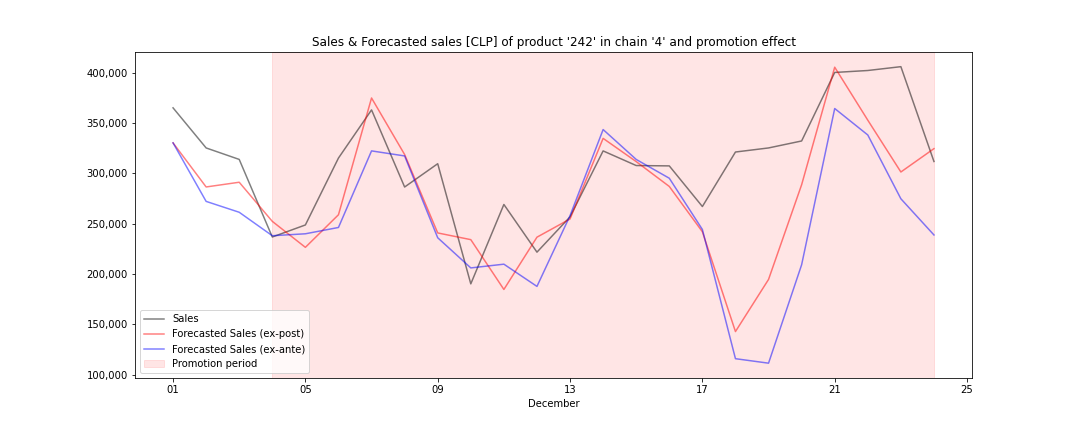 Sales & Forecasted sales [CLP] of product '242' in chain '4' and promotion effect
400,000
350,000
300,000
250,000
200,000
150,000
100,000
Sales
Forecasted Sales (ex-post)
Forecasted Sales (ex-ante)
Promotion period
01 05 09 13 17 21 25
December